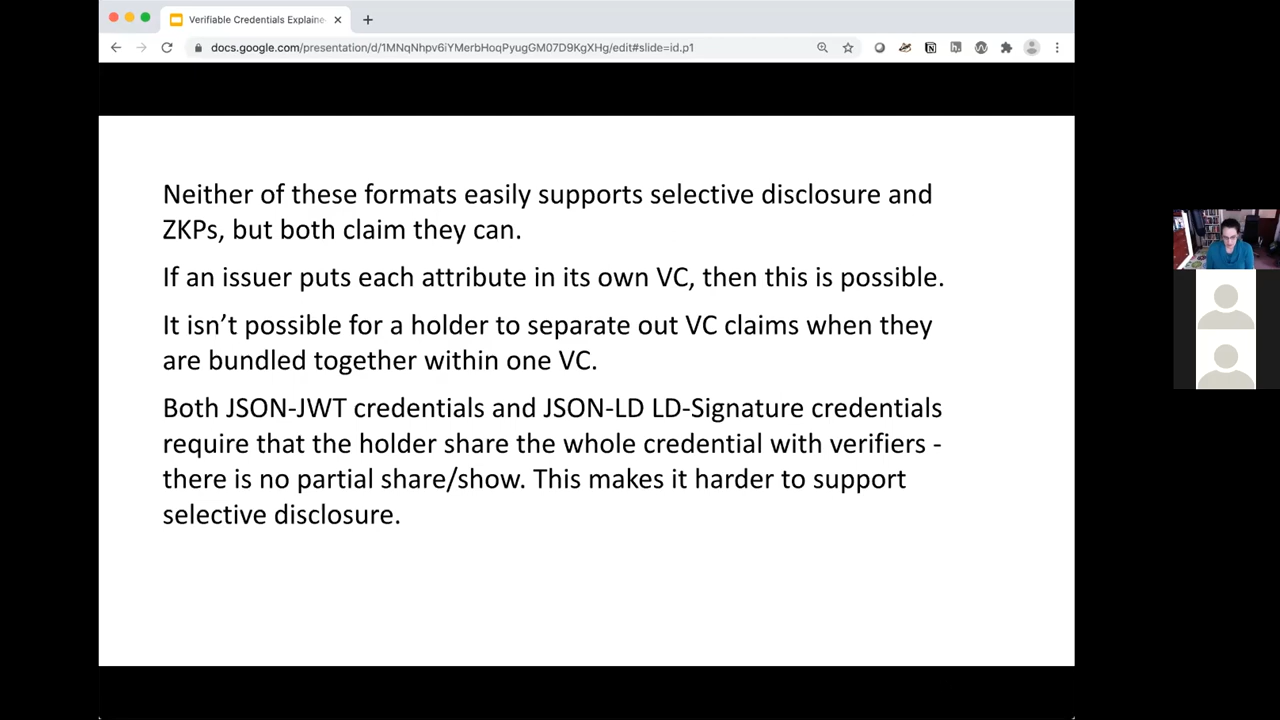 Verifiable Credentials Explaine
docs.google.com/presentation/d/1MNqNhpv6iYMerbHoqPyugGM07D9KgXHg/edit#slide=id.p1
Neither of these formats easily supports selective disclosure and
ZKPs, but both claim they can.
If an issuer puts each attribute in its own VC, then this is possible.
It isn’t possible for a holder to separate out VC claims when they
are bundled together within one VC.
Both JSON-JWT credentials and JSON-LD LD-Signature credentials
require that the holder share the whole credential with verifiers -
there is no partial share/show. This makes it harder to support
selective disclosure.